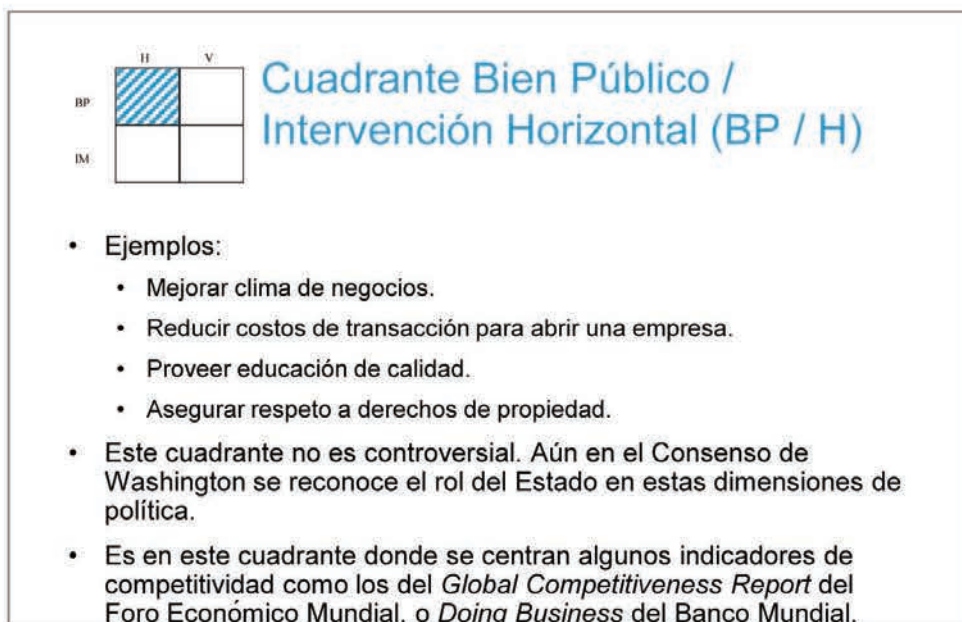 H V
BP
IM
Cuadrante Bien Público /
Intervención Horizontal (BP / H)
• Ejemplos:
• Mejorar clima de negocios.
• Reducir costos de transacción para abrir una empresa.
• Proveer educación de calidad.
• Asegurar respeto a derechos de propiedad.
• Este cuadrante no es controversial. Aún en el Consenso de
Washington se reconoce el rol del Estado en estas dimensiones de
política.
• Es en este cuadrante donde se centran algunos indicadores de
competitividad como los del Global Competitiveness Report del
Foro Económico Mundial, o Doing Business del Banco Mundial.